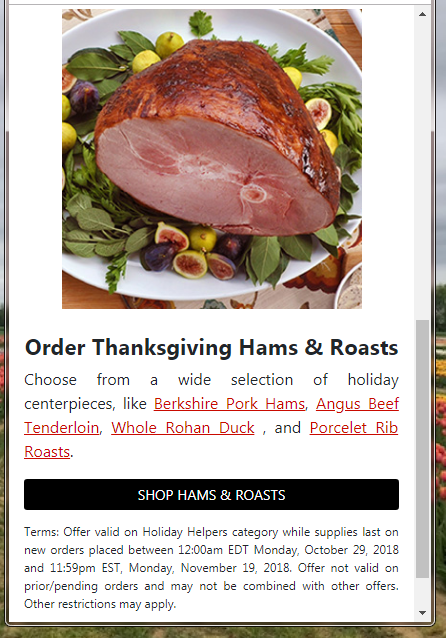 Order Thanksgiving Hams & Roasts
Choose from a wide selection of holiday
centerpieces, like Berkshire Pork Hams, Angus Beef
Tenderloin, Whole Rohan Duck , and Porcelet Rib
Roasts.
SHOP HAMS & ROASTS
Terms: Offer valid on Holiday Helpers category while supplies last on
new orders placed between 12:00am EDT Monday, October 29, 2018
and 11:59pm EST, Monday, November 19, 2018. Offer not valid on
prior/pending orders and may not be combined with other offers.
Other restrictions may apply.